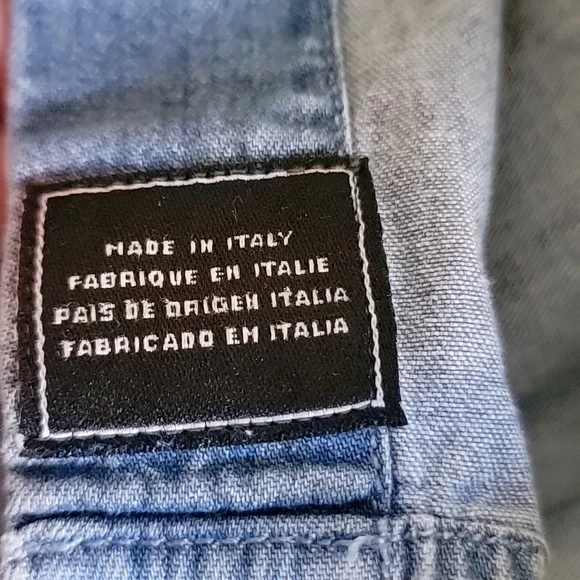 MADE IN ITALY
FABRIQUE EN ITALIE
PAIS DE ORIGEN ITALIA
FABRICADO EM ITALIA